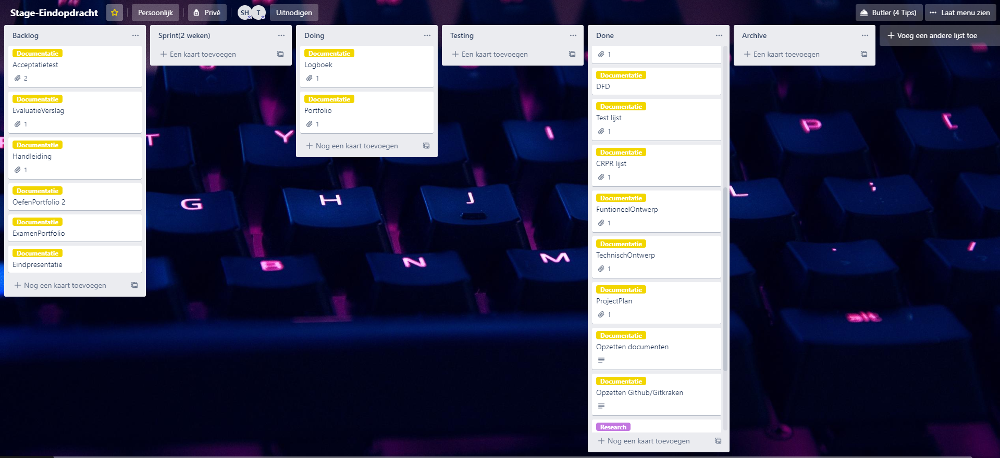 Stage-Eindopdracht
Persoonlijk
Privé
SH
T
Uitnodigen
Butler (4 Tips)
Laat menu zien
Backlog
Documentatie
Acceptatietest
2
Documentatie
EvaluatieVerslag
1
Documentatie
Handleiding
1
Documentatie
OefenPortfolio 2
Documentatie
ExamenPortfolio
Documentatie
Eindpresentatie
+ Nog een kaart toevoegen
Sprint(2 weken)
+ Een kaart toevoegen
Doing
Documentatie
Logboek
1
Documentatie
Portfolio
1
+ Nog een kaart toevoegen
Testing
+ Een kaart toevoegen
Done
1
Documentatie
DFD
Documentatie
Test lijst
1
Documentatie
CRPR lijst
1
Documentatie
FuntioneelOntwerp
1
Documentatie
TechnischOntwerp
1
Documentatie
ProjectPlan
1
Documentatie
Opzetten documenten
Documentatie
Opzetten Github/Gitkraken
Research
+ Nog een kaart toevoegen
Archive
+ Een kaart toevoegen
+ Voeg een andere lijst toe
T
Y
I
P
[
G
H
J
L
;
B
N
M
.
/